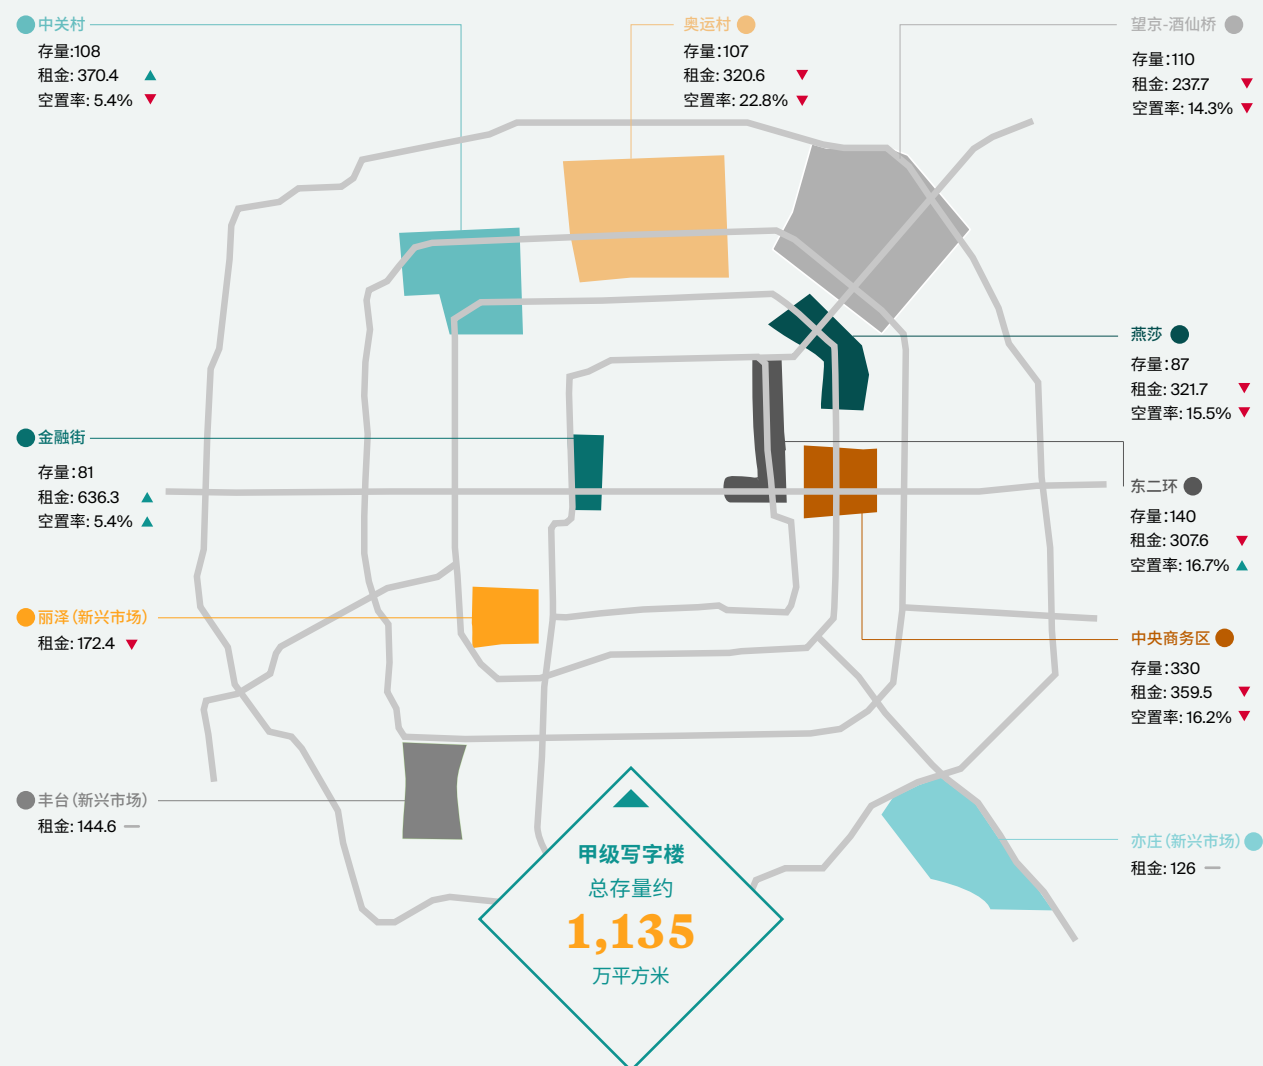 中关村
存量:108
租金: 370.4
空置率: 5.4%
奥运村
存量:107
租金: 320.6
空置率: 22.8%
望京-酒仙桥
存量:110
租金: 237.7
空置率: 14.3%
燕莎
存量:87
租金: 321.7
空置率: 15.5%
金融街
存量:81
租金: 636.3
空置率: 5.4%
东二环
存量:140
租金: 307.6
空置率: 16.7%
丽泽（新兴市场）
租金: 172.4
中央商务区
存量:330
租金: 359.5
空置率: 16.2%
丰台（新兴市场）
租金: 144.6
亦庄（新兴市场）
租金: 126
甲级写字楼
总存量约
1,135
万平方米